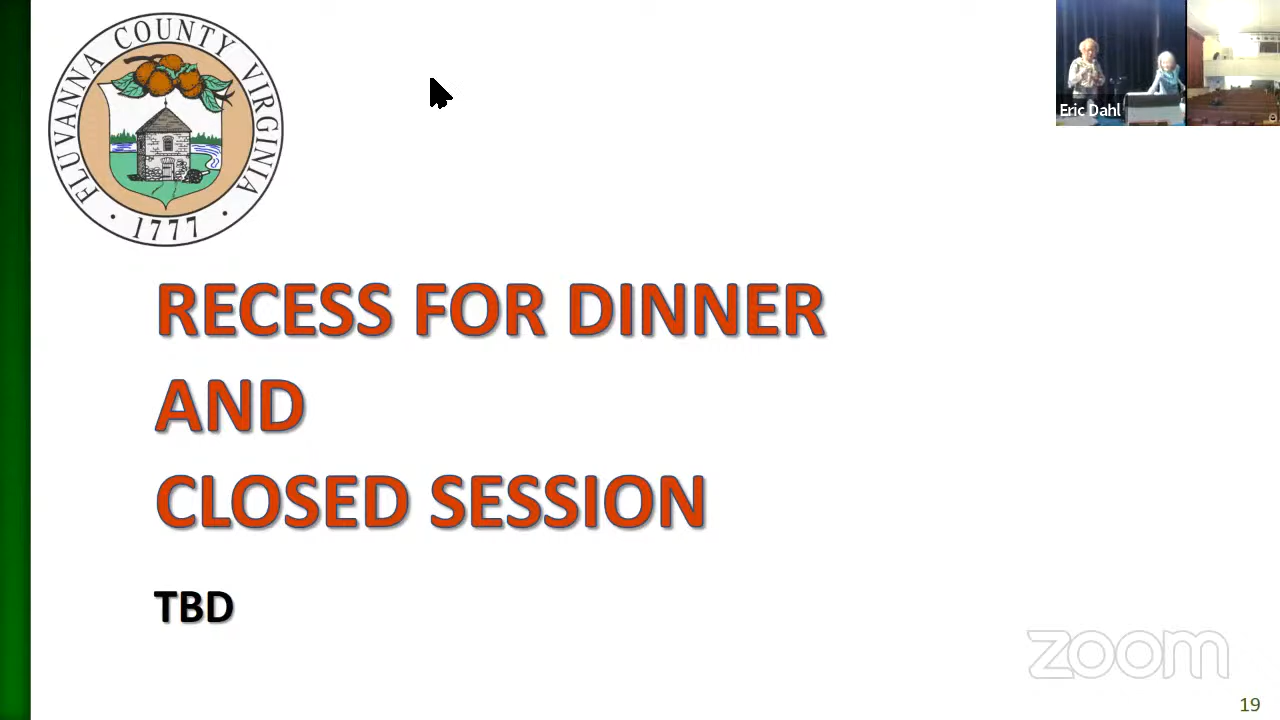 FLUVANNA COUNTY VIRGINIA
· 1777 ·
Eric Dahl
RECESS FOR DINNER
AND
CLOSED SESSION
TBD
zoom
19